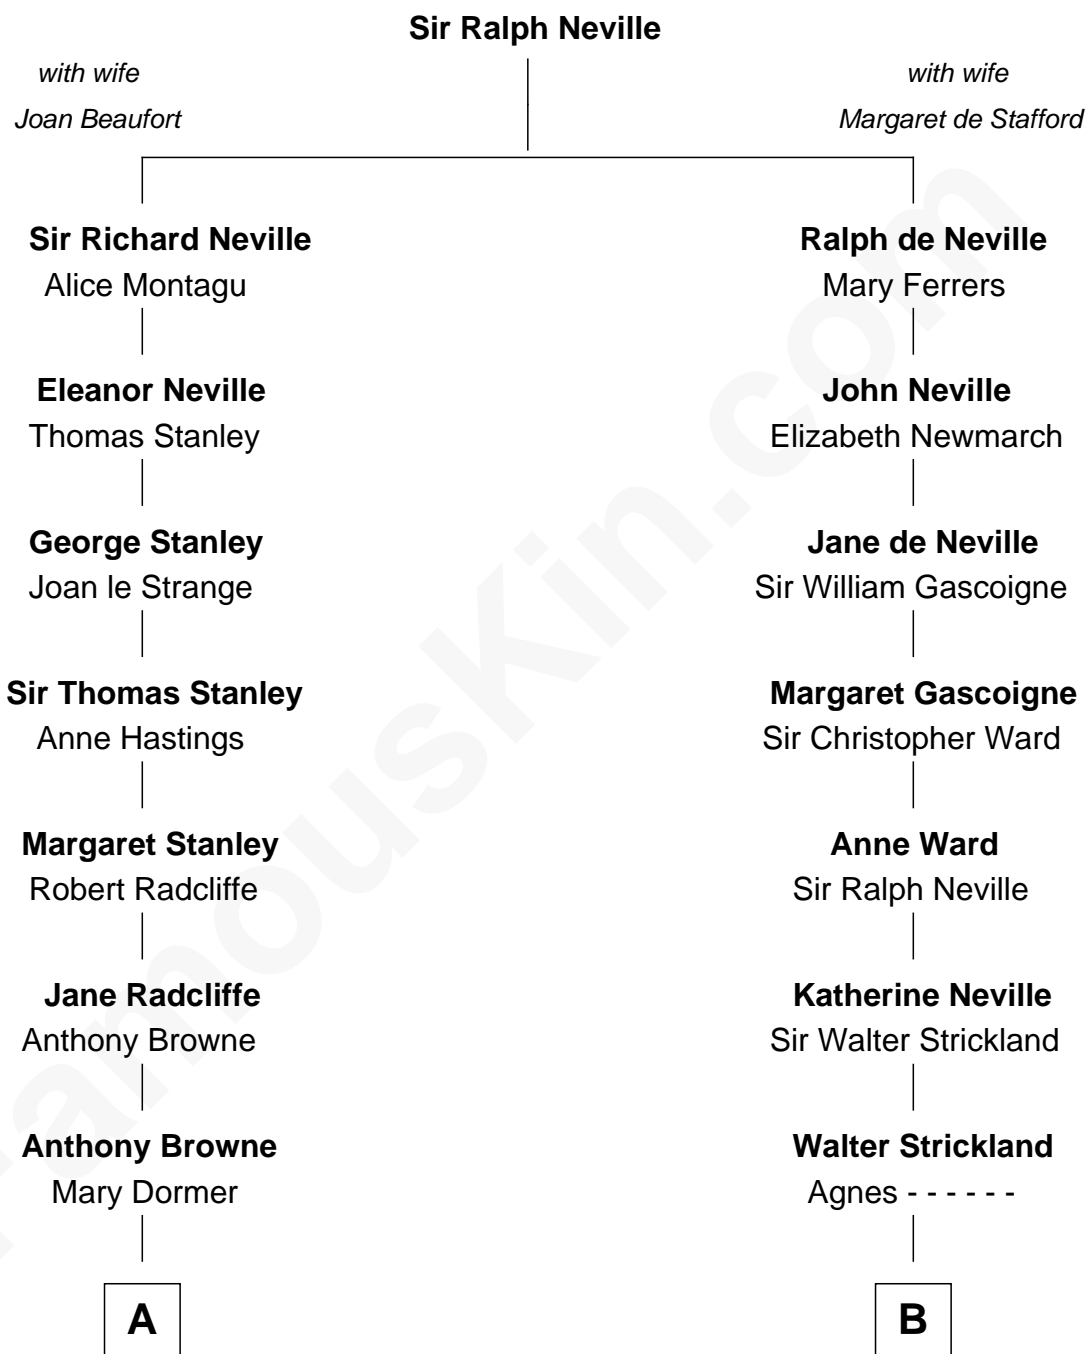 Sir Ralph Neville
with wife
Joan Beaufort
with wife
Margaret de Stafford
Sir Richard Neville
Alice Montagu
Eleanor Neville
Thomas Stanley
George Stanley
Joan le Strange
Sir Thomas Stanley
Anne Hastings
Margaret Stanley
Robert Radcliffe
Jane Radcliffe
Anthony Browne
Anthony Browne
Mary Dormer
A
Ralph de Neville
Mary Ferrers
John Neville
Elizabeth Newmarch
Jane de Neville
Sir William Gascoigne
Margaret Gascoigne
Sir Christopher Ward
Anne Ward
Sir Ralph Neville
Katherine Neville
Sir Walter Strickland
Walter Strickland
Agnes - - - - - -
B
FamousKin.com